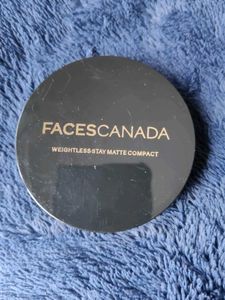 FACESCANADA
WEIGHTLESS STAY MATTE COMPACT